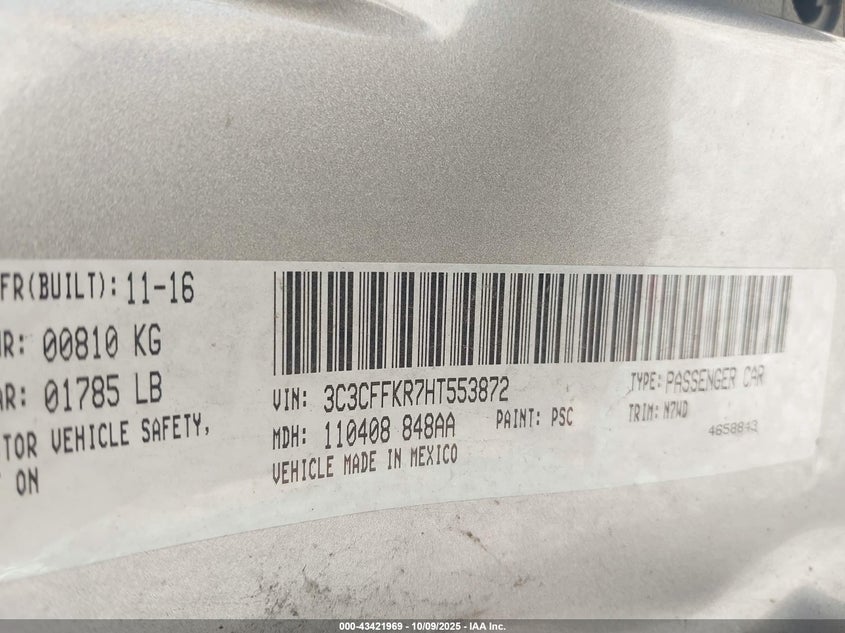 FR(BUILT): 11-16
R: 00810 KG
R: 01785 LB
TOR VEHICLE SAFETY,
ON
VIN: 3C3CFFKR7HT553872
TYPE: PASSENGER CAR
MDH: 110408 848AA PAINT: PSC TRIM: N7WD
VEHICLE MADE IN MEXICO
4658843
000-43421969 - 10/09/2025 - IAA Inc.